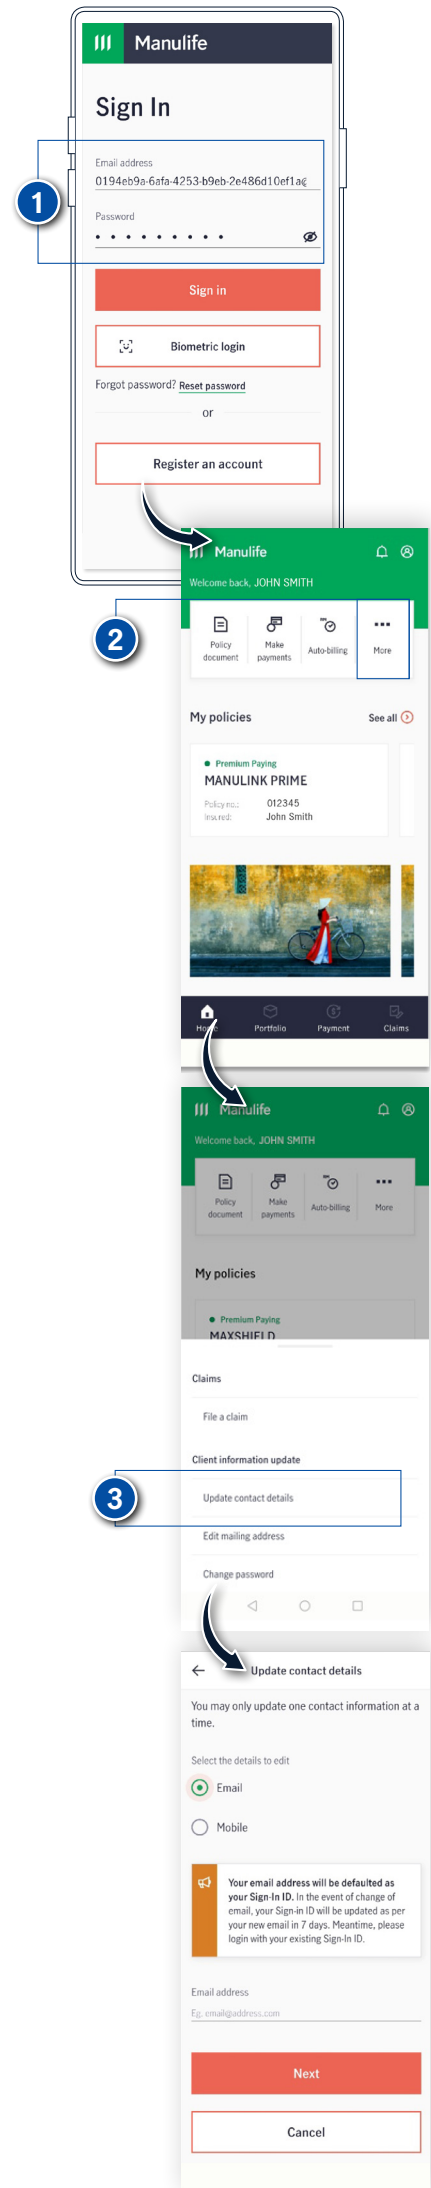 Manulife
Sign In
Email address
0194eb9a-6afa-4253-b9eb-2e486d10ef1a
Password
1
Sign in
Biometric login
Forgot password? Reset password
or
Register an account
Manulife
Welcome back, JOHN SMITH
2
Policy document
Make payments
Auto-billing
More
My policies
See all
Premium Paying
MANULINK PRIME
Policy no.: 012345
Insured: John Smith
Home
Portfolio
Payment
Claims
Manulife
Welcome back, JOHN SMITH
Policy document
Make payments
Auto-billing
More
My policies
Premium Paying
MAXSHIELD
Claims
File a claim
Client information update
3
Update contact details
Edit mailing address
Change password
Update contact details
You may only update one contact information at a
time.
Select the details to edit
Email
Mobile
Your email address will be defaulted as
your Sign-In ID. In the event of change of
email, your Sign-in ID will be updated as per
your new email in 7 days. Meantime, please
login with your existing Sign-In ID.
Email address
Eg. email@address.com
Next
Cancel